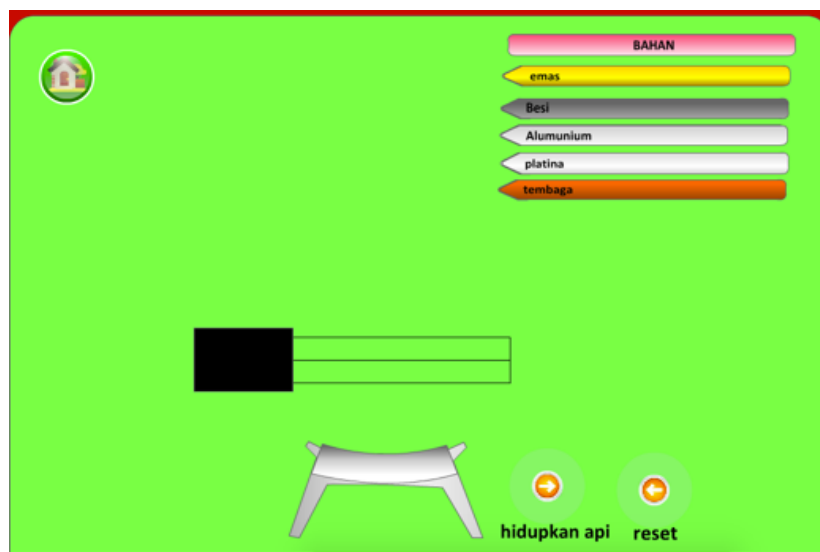 BAHAN
emas
Besi
Alumunium
platina
tembaga
hidupkan api
reset